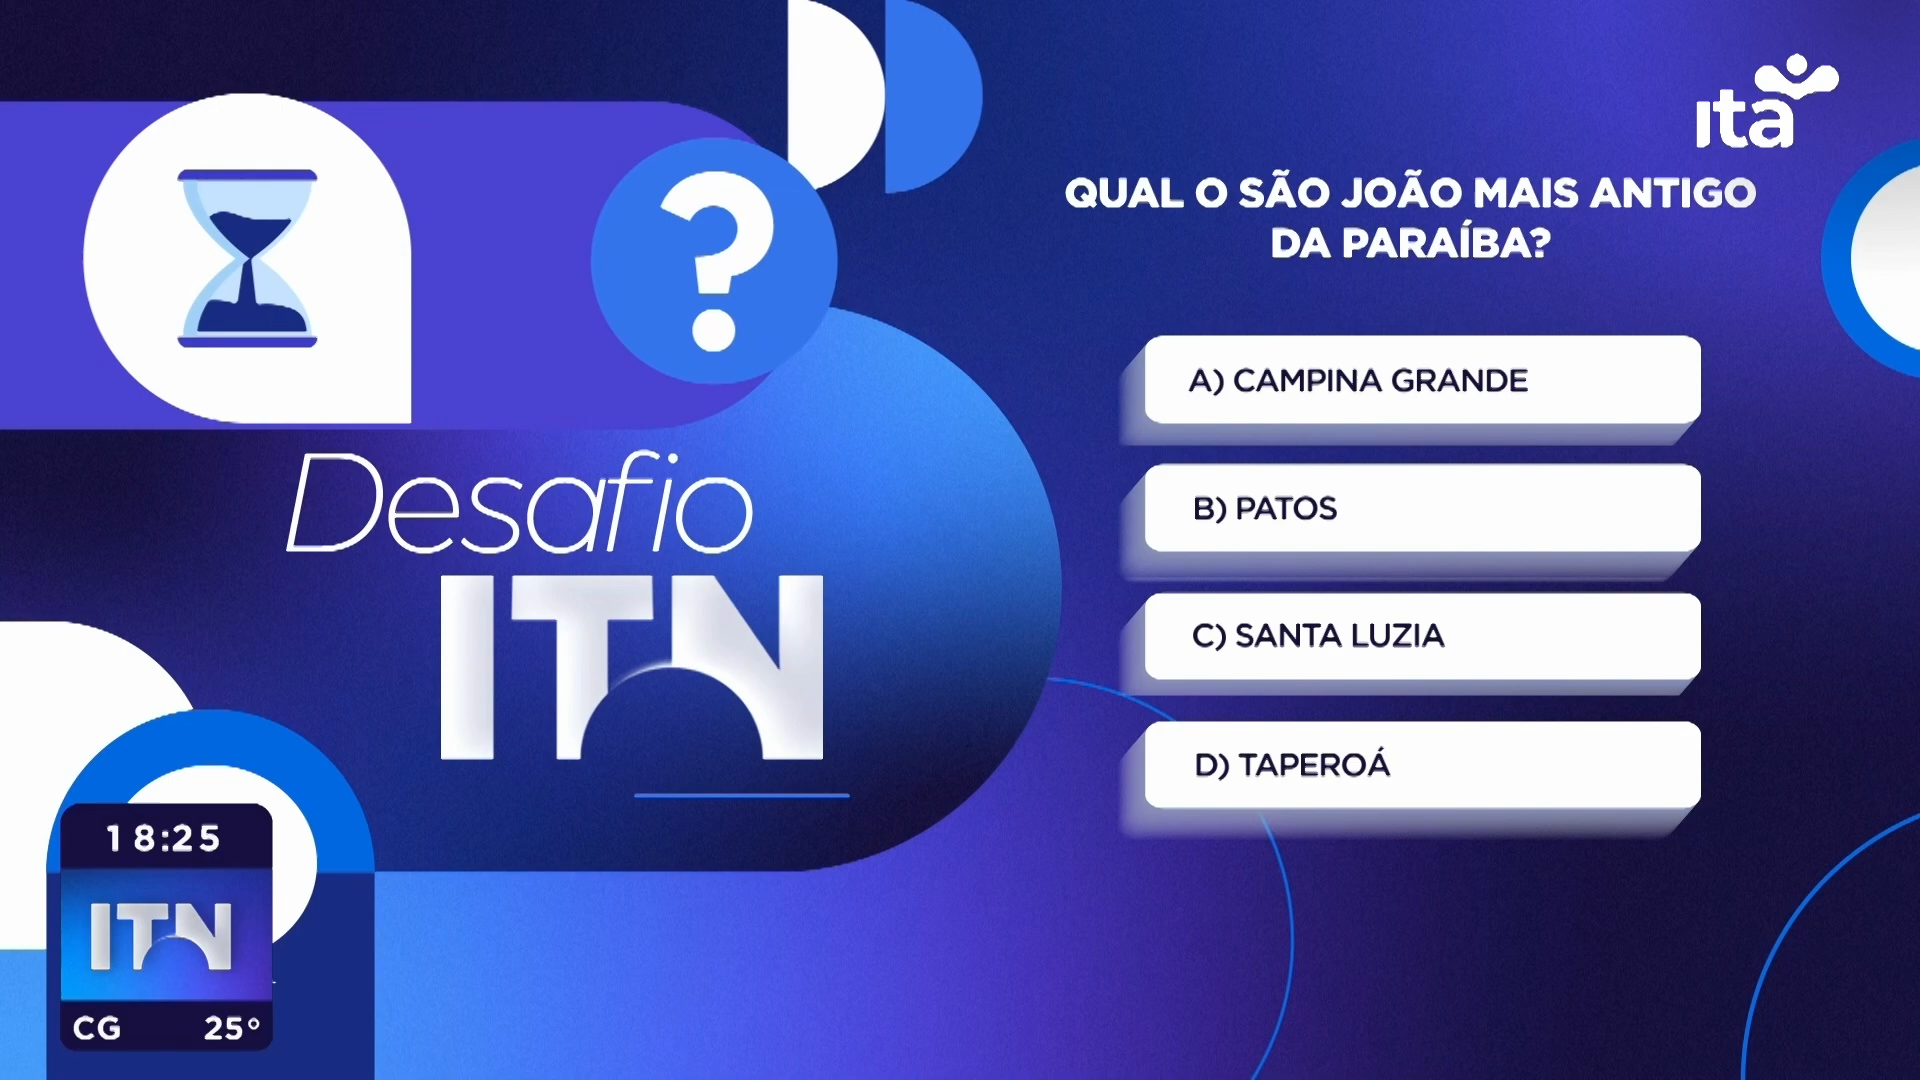 ita
QUAL O SÃO JOÃO MAIS ANTIGO
DA PARAÍBA?
?
A) CAMPINA GRANDE
B) PATOS
C) SANTA LUZIA
D) TAPEROÁ
Desafio
ITN
18:25
ITN
CG 25°